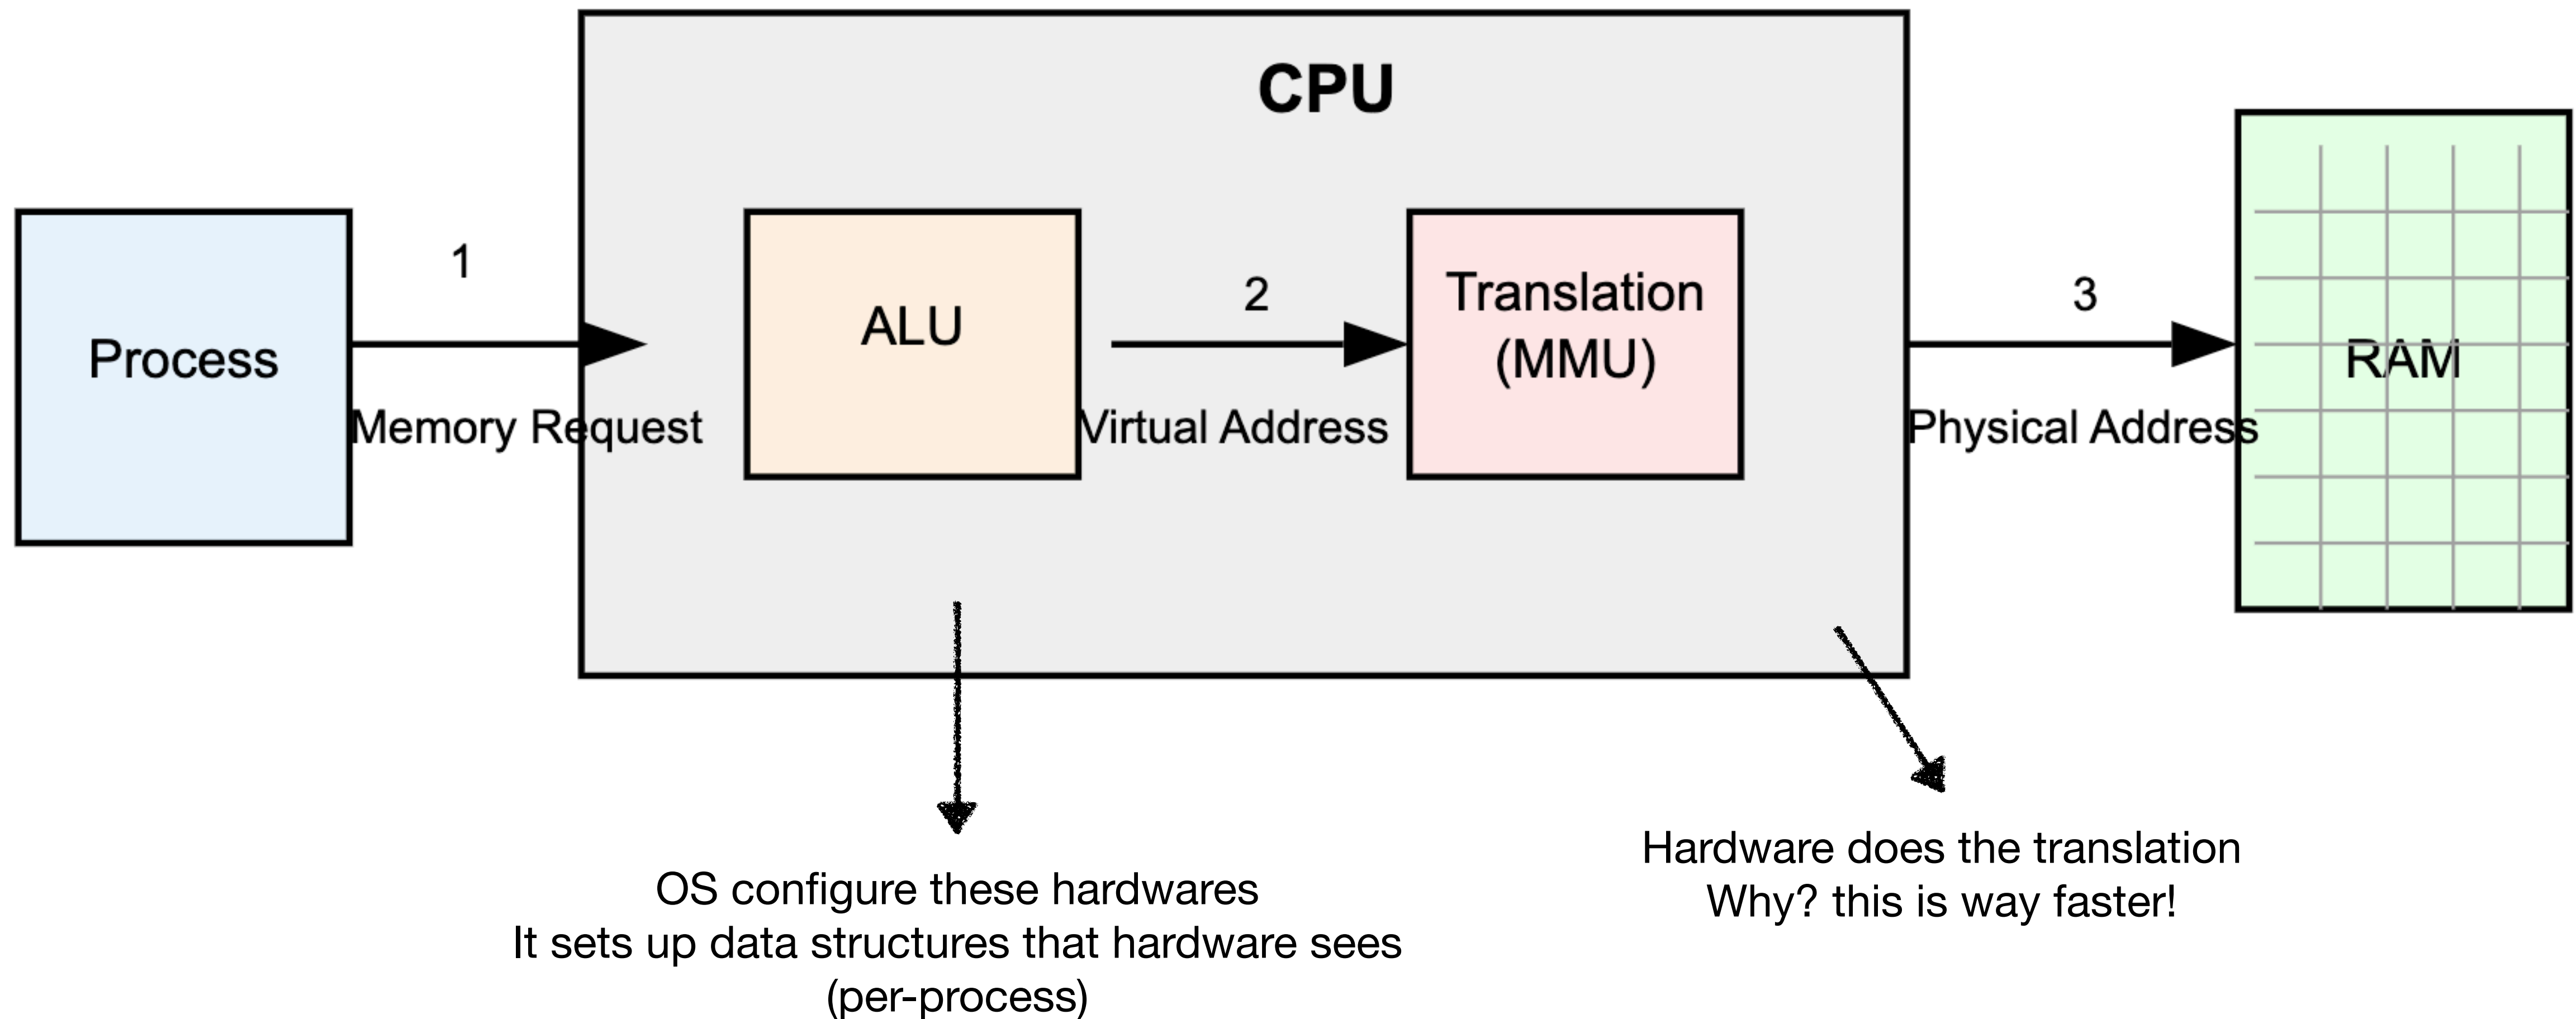 CPU
1
Process
Memory Request
ALU
2
Virtual Address
Translation
(MMU)
3
Physical Address
RAM
OS configure these hardwares
It sets up data structures that hardware sees
(per-process)
Hardware does the translation
Why? this is way faster!